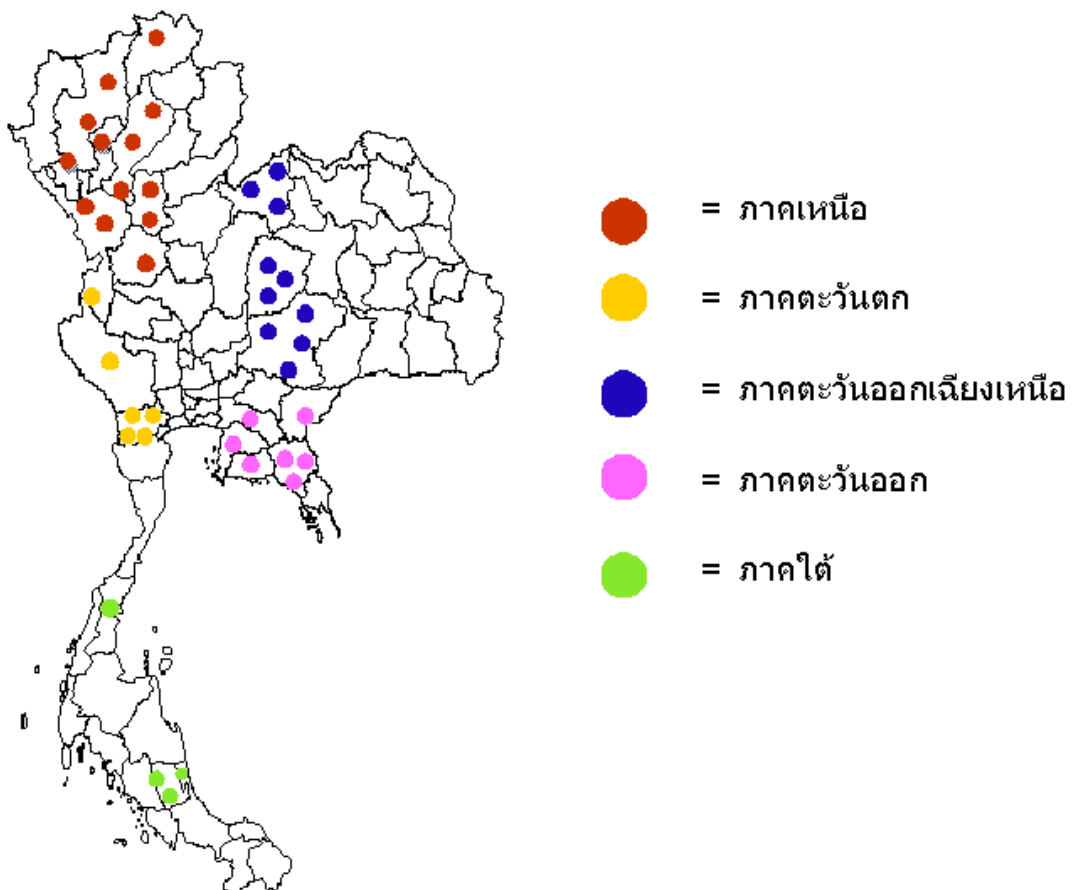 = ภาคเหนือ
= ภาคตะวันตก
= ภาคตะวันออกเฉียงเหนือ
= ภาคตะวันออก
= ภาคใต้